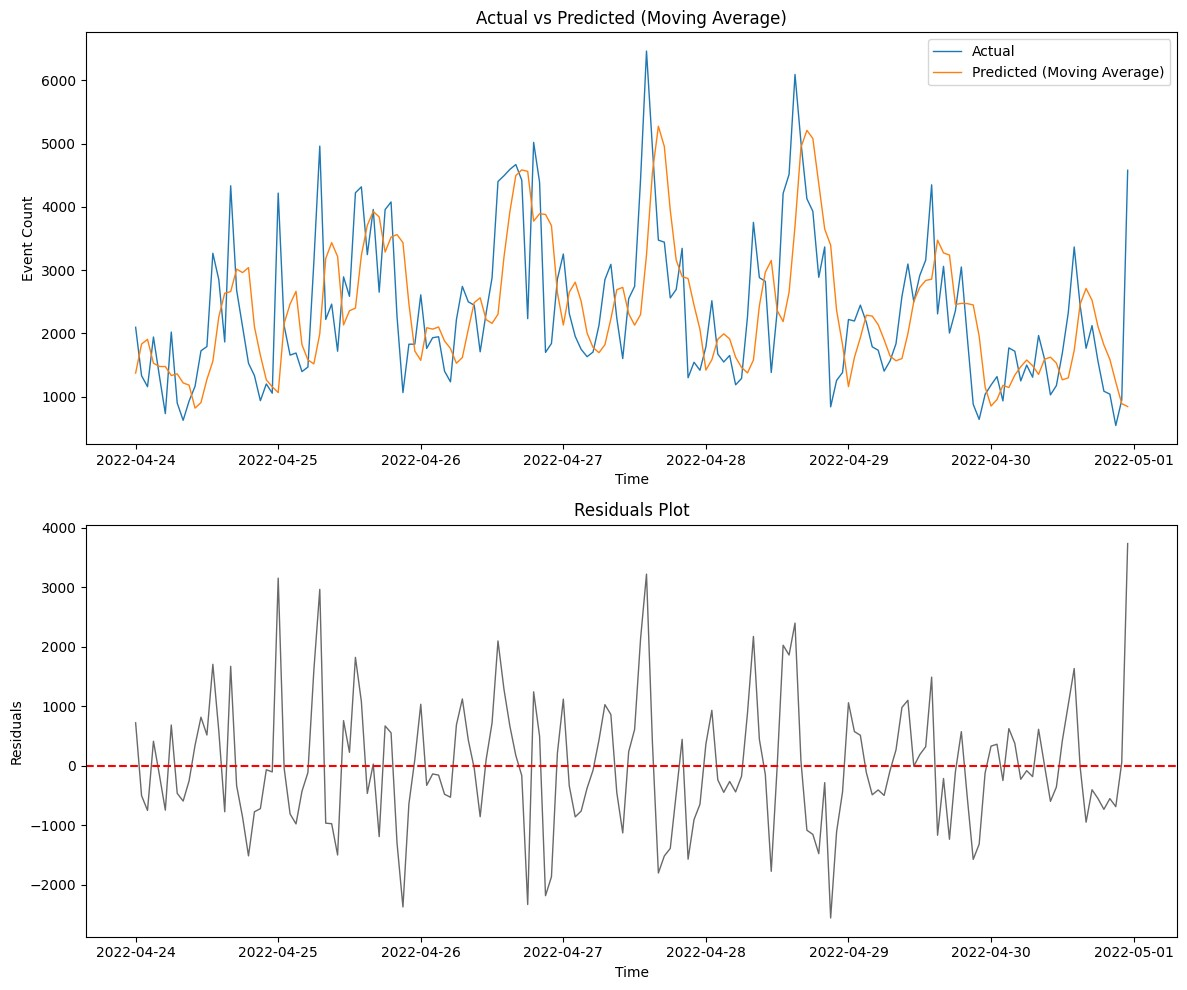 Actual vs Predicted (Moving Average)
Actual
Predicted (Moving Average)
Event Count
6000
5000
4000
3000
2000
1000
2022-04-24 2022-04-25 2022-04-26 2022-04-27 2022-04-28 2022-04-29 2022-04-30 2022-05-01
Time
Residuals Plot
Residuals
4000
3000
2000
1000
0
−1000
−2000
2022-04-24 2022-04-25 2022-04-26 2022-04-27 2022-04-28 2022-04-29 2022-04-30 2022-05-01
Time